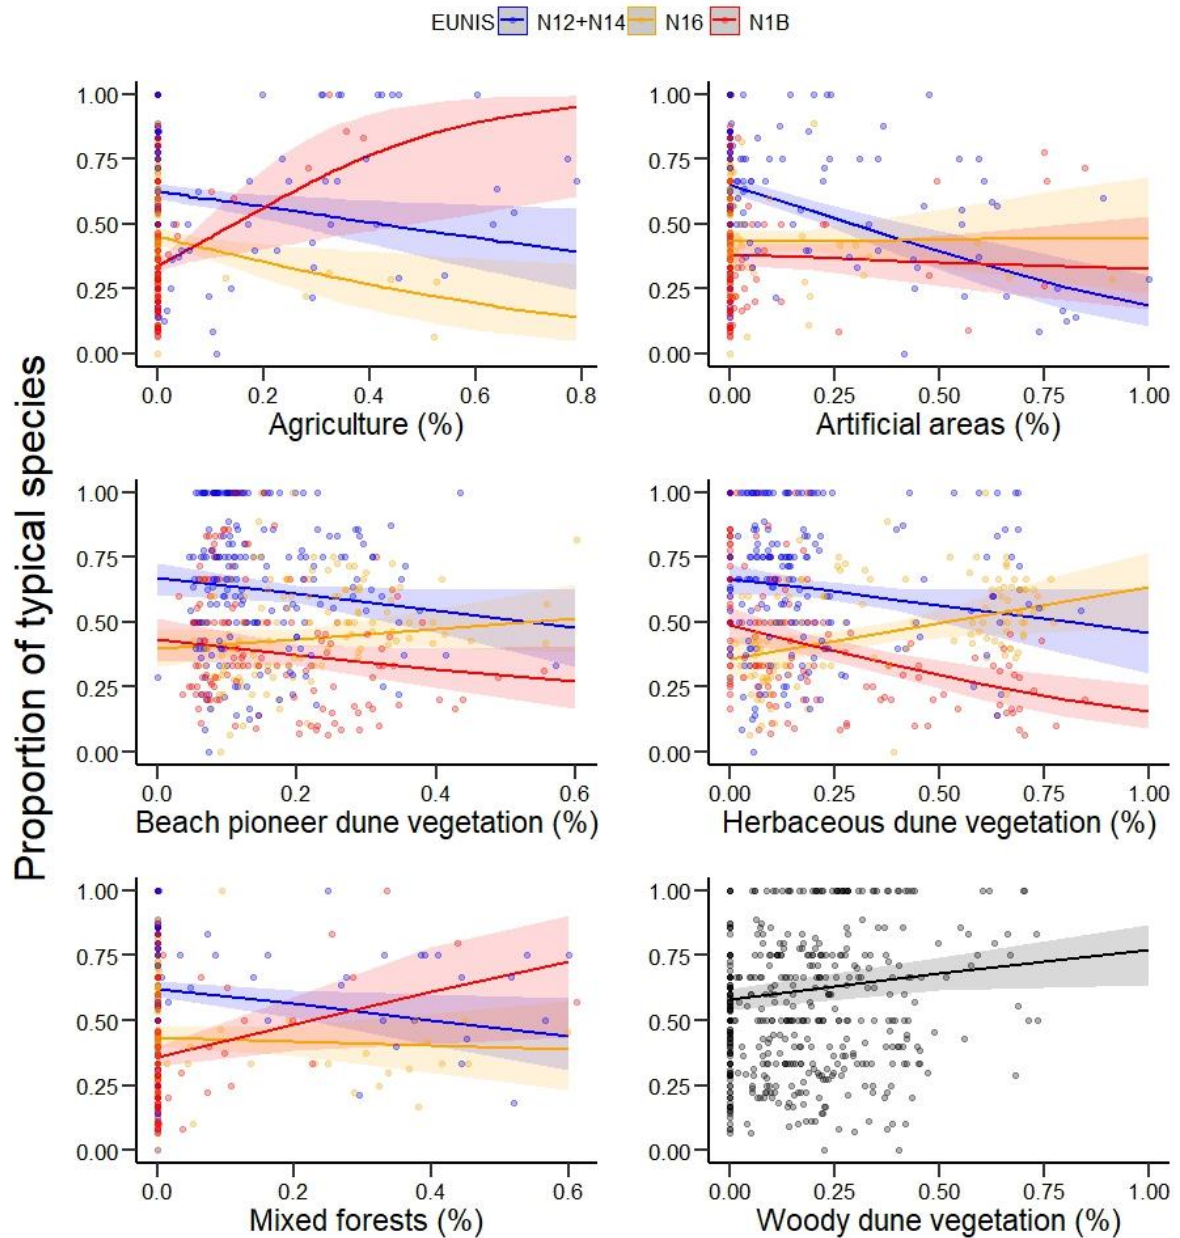 EUNIS N12+N14 N16 N1B
Proportion of typical species
1.00
0.75
0.50
0.25
0.00
0.0 0.2 0.4 0.6 0.8
Agriculture (%)
1.00
0.75
0.50
0.25
0.00
0.00 0.25 0.50 0.75 1.00
Artificial areas (%)
1.00
0.75
0.50
0.25
0.00
0.0 0.2 0.4 0.6
Beach pioneer dune vegetation (%)
1.00
0.75
0.50
0.25
0.00
0.00 0.25 0.50 0.75 1.00
Herbaceous dune vegetation (%)
1.00
0.75
0.50
0.25
0.00
0.0 0.2 0.4 0.6
Mixed forests (%)
1.00
0.75
0.50
0.25
0.00
0.00 0.25 0.50 0.75 1.00
Woody dune vegetation (%)